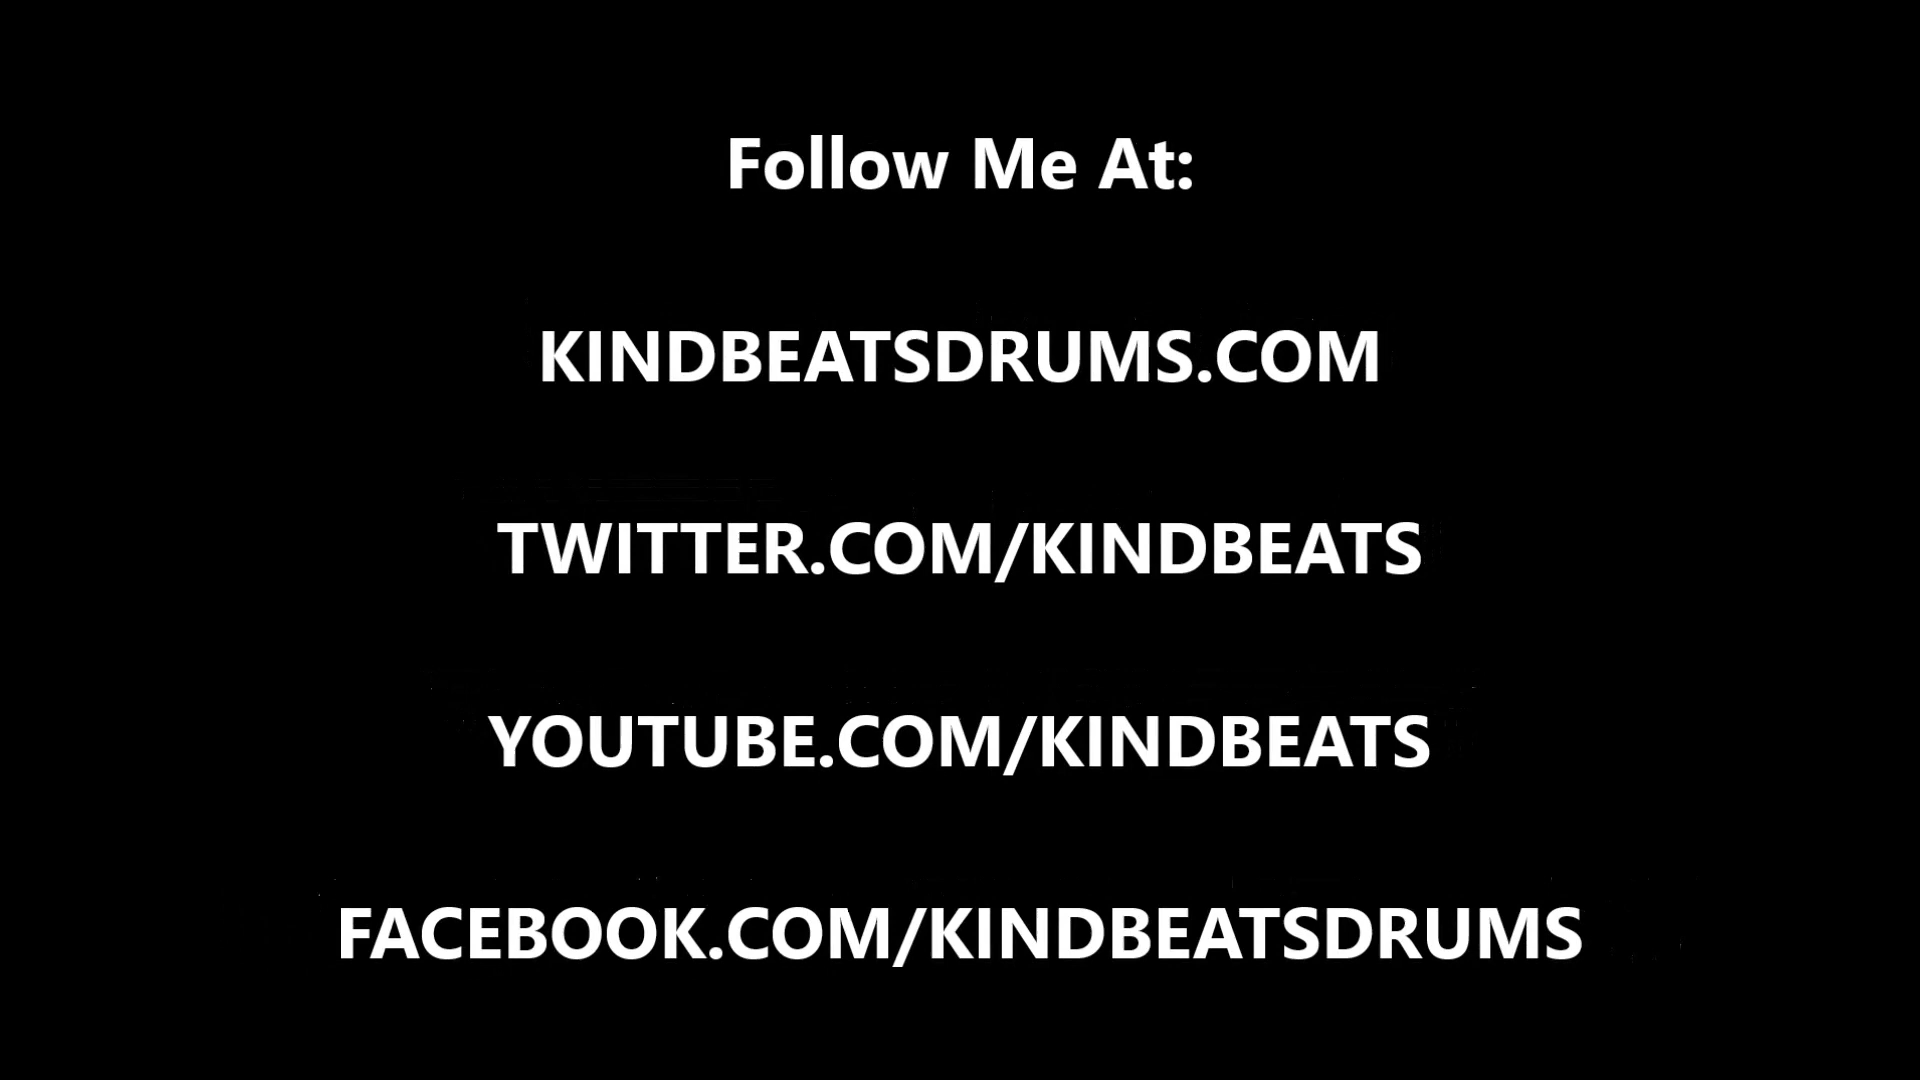 Follow Me At:
KINDBEATSDRUMS.COM
TWITTER.COM/KINDBEATS
YOUTUBE.COM/KINDBEATS
FACEBOOK.COM/KINDBEATSDRUMS